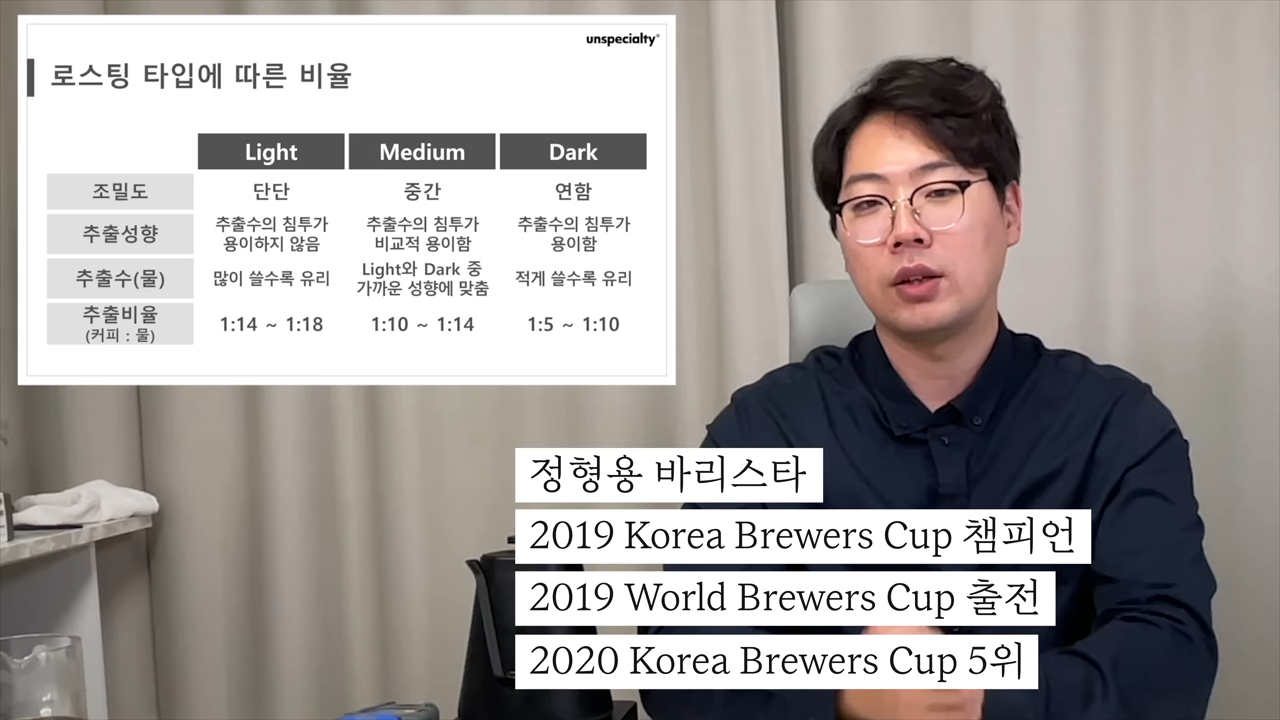 unspecialty
로스팅 타입에 따른 비율
Light Medium Dark
조밀도 단단 중간 연함
추출성향 추출수의 침투가 용이하지 않음 추출수의 침투가 비교적 용이함 추출수의 침투가 용이함
추출수(물) 많이 쓸수록 유리 Light와 Dark 중 가까운 성향에 맞춤 적게 쓸수록 유리
추출비율 (커피 : 물) 1:14 ~ 1:18 1:10 ~ 1:14 1:5 ~ 1:10
정형용 바리스타
2019 Korea Brewers Cup 챔피언
2019 World Brewers Cup 출전
2020 Korea Brewers Cup 5위